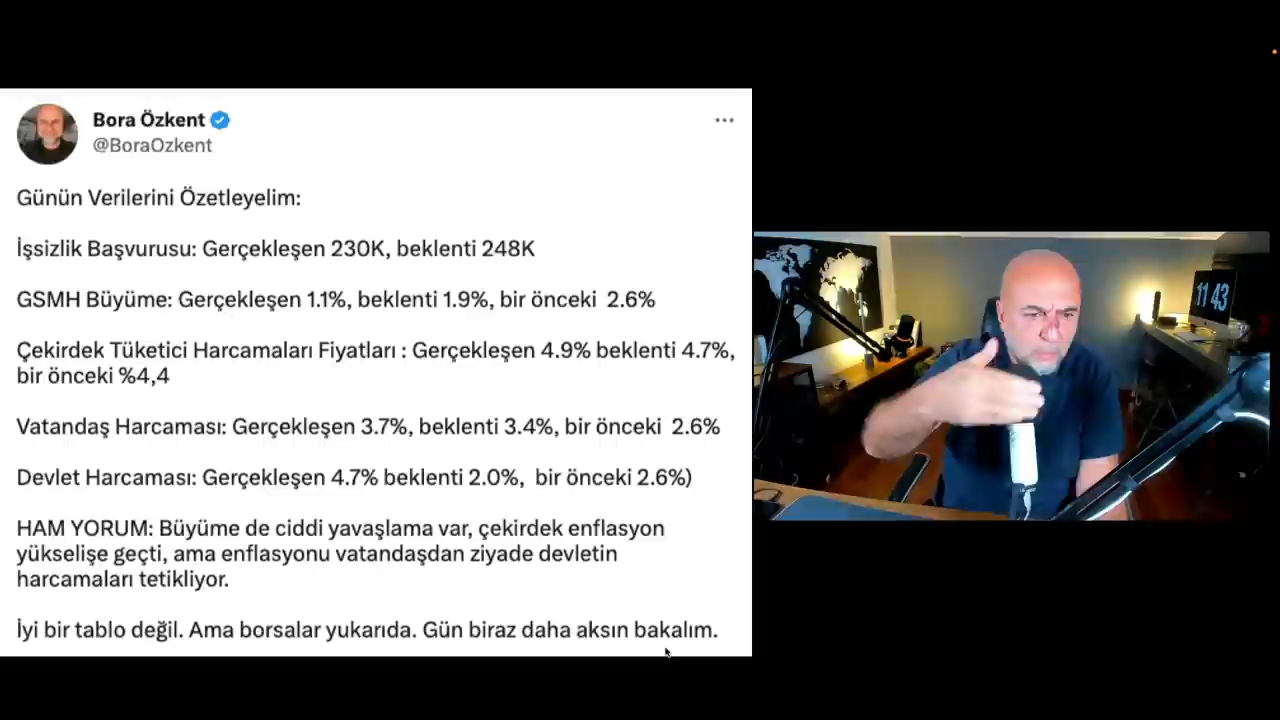 Bora Özkent
@BoraOzkent
Günün Verilerini Özetleyelim:
İşsizlik Başvurusu: Gerçekleşen 230K, beklenti 248K
GSMH Büyüme: Gerçekleşen 1.1%, beklenti 1.9%, bir önceki 2.6%
Çekirdek Tüketici Harcamaları Fiyatları : Gerçekleşen 4.9% beklenti 4.7%,
bir önceki %4,4
Vatandaş Harcaması: Gerçekleşen 3.7%, beklenti 3.4%, bir önceki 2.6%
Devlet Harcaması: Gerçekleşen 4.7% beklenti 2.0%, bir önceki 2.6%)
HAM YORUM: Büyüme de ciddi yavaşlama var, çekirdek enflasyon
yükselişe geçti, ama enflasyonu vatandaşdan ziyade devletin
harcamaları tetikliyor.
İyi bir tablo değil. Ama borsalar yukarıda. Gün biraz daha aksın bakalım.
11 43